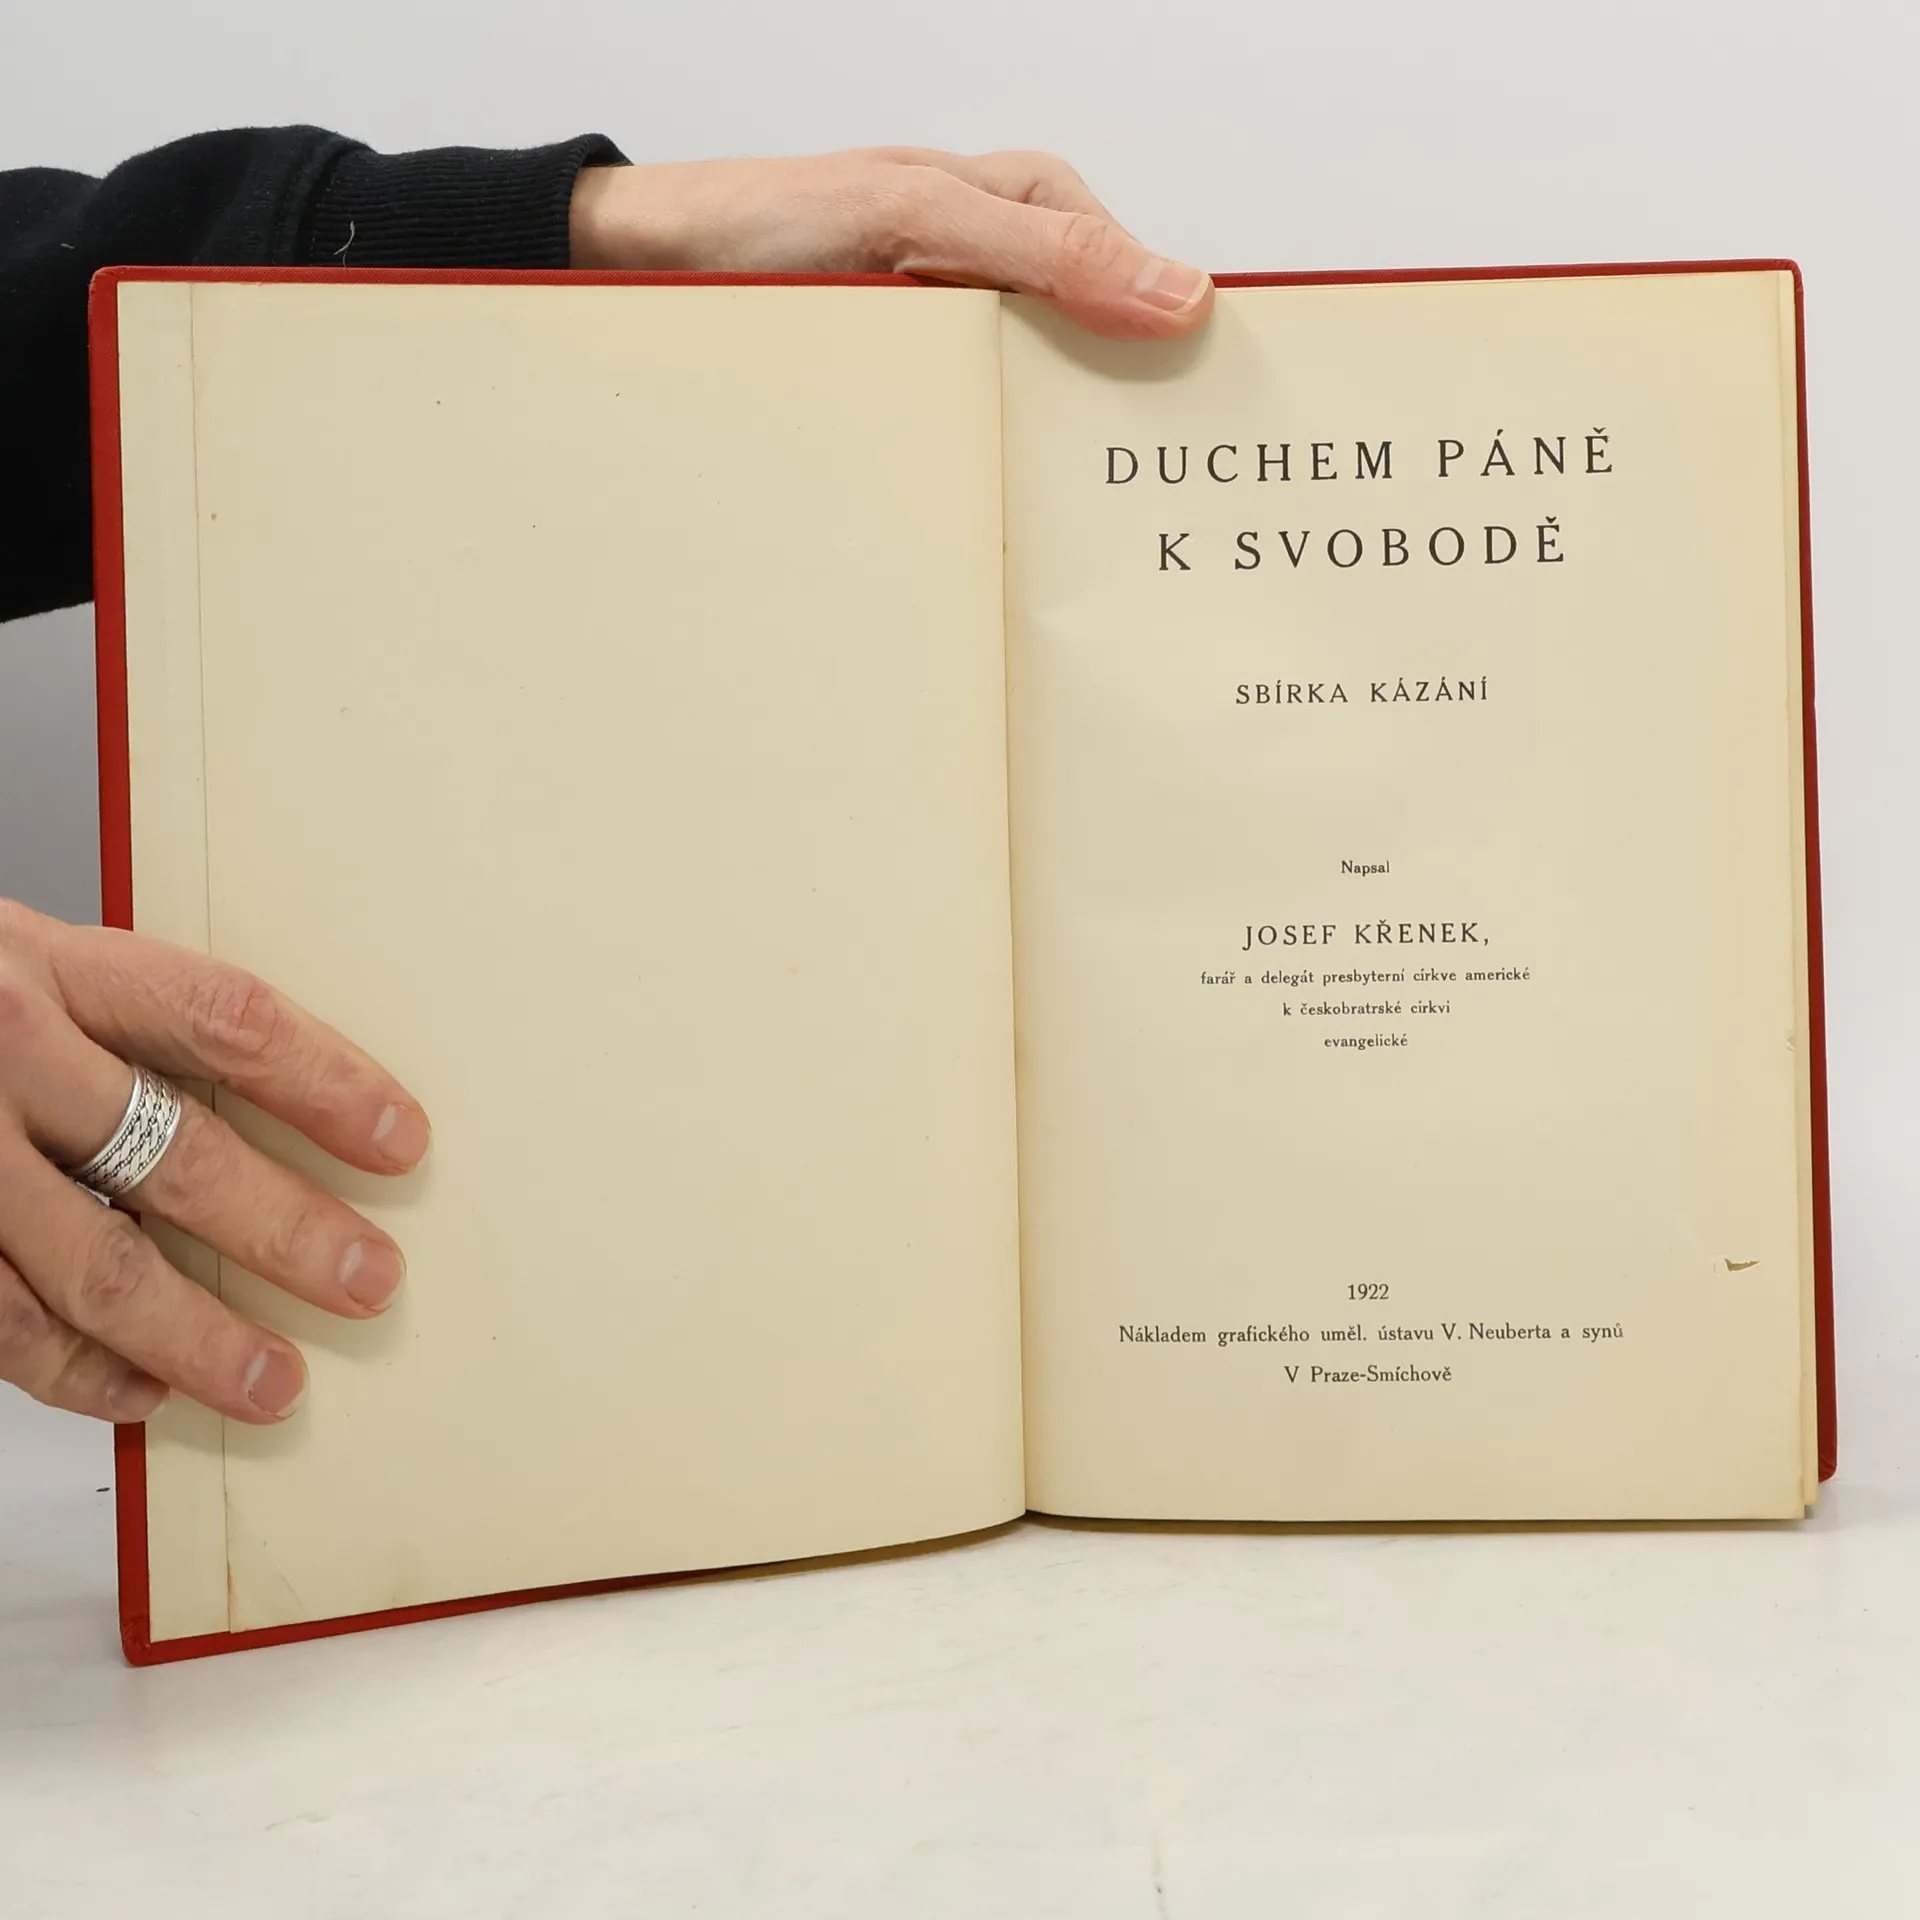 DUCHEM PÁNĚ
K SVOBODĚ
SBÍRKA KÁZÁNÍ
Napsal
JOSEF KŘENEK,
farář a delegát presbyterní církve americké
k českobratrské církvi
evangelické
1922
Nákladem grafického uměl. ústavu V. Neuberta a synů
V Praze-Smíchově